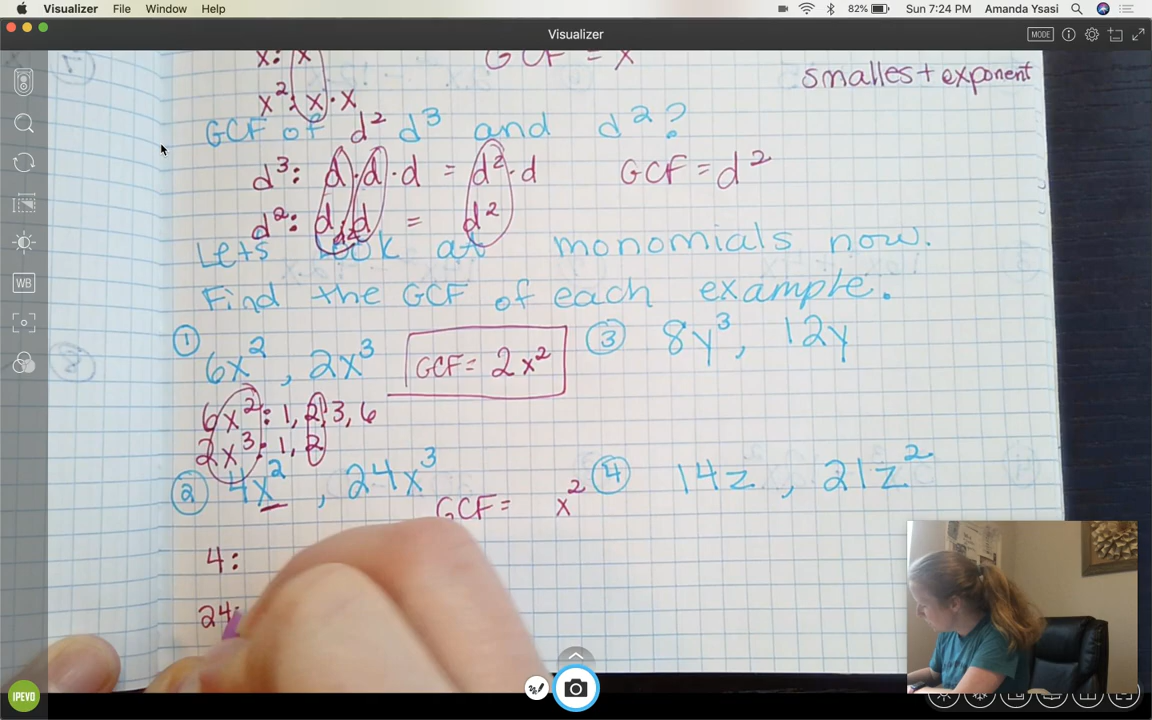 Visualizer File Window Help 82% Sun 7:24 PM Amanda Ysasi
Visualizer
MODE
WB
IPEVO
x: x GCF = x
smallest exponent
x²: x · x
GCF of d² d³ and d²?
d³: d · d · d = d² · d GCF = d²
d²: d · d = d²
Lets look at monomials now.
Find the GCF of each example.
① 6x², 2x³ GCF = 2x²
6x²: 1, 2, 3, 6
2x³: 1, 2
③ 8y³, 12y
② 4x², 24x³
GCF = x²
4:
24:
④ 14z, 21z²